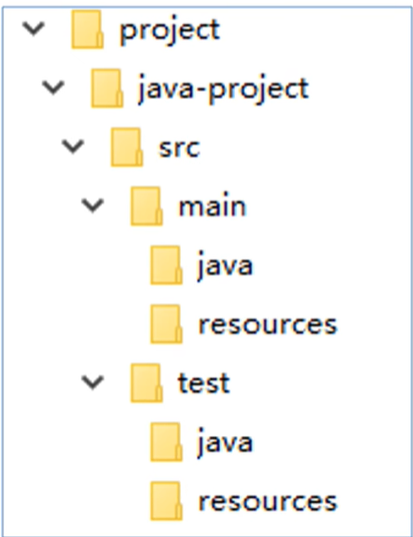 project
java-project
src
main
java
resources
test
java
resources